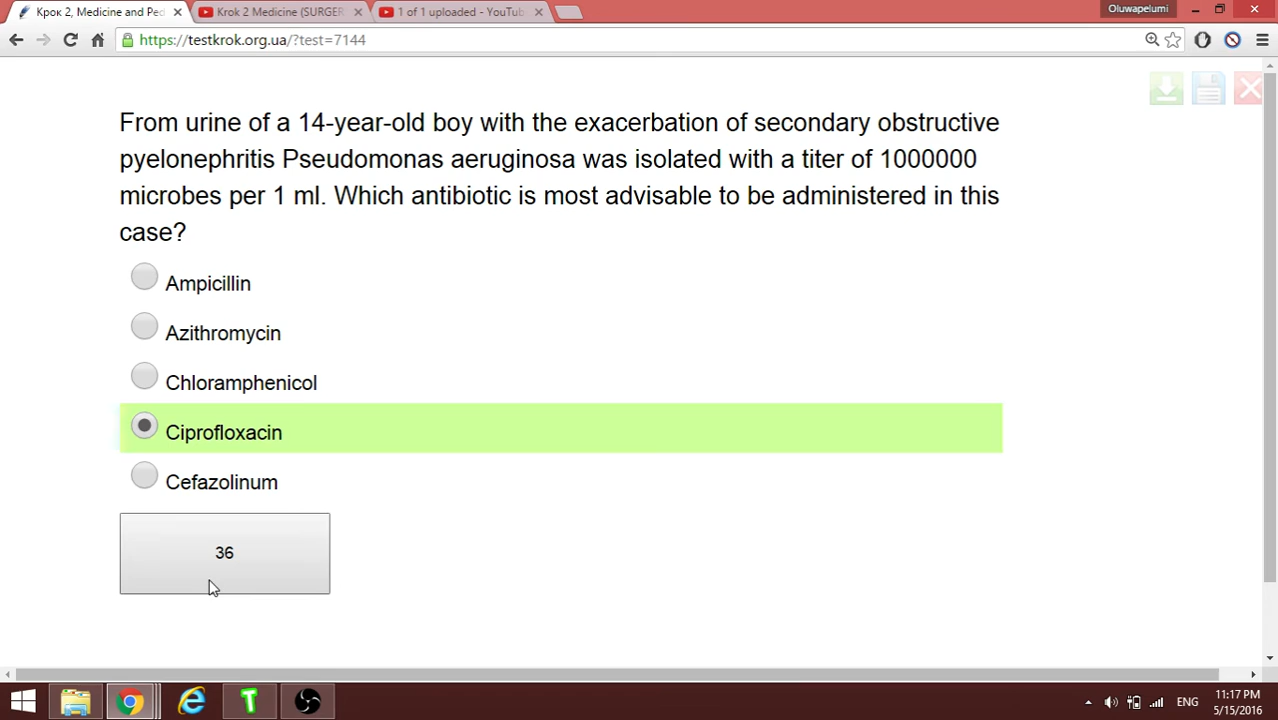 Крок 2, Medicine and Ped
Krok 2 Medicine (SURGER
1 of 1 uploaded - YouTub
Oluwapelumi
https://testkrok.org.ua/?test=7144
From urine of a 14-year-old boy with the exacerbation of secondary obstructive
pyelonephritis Pseudomonas aeruginosa was isolated with a titer of 1000000
microbes per 1 ml. Which antibiotic is most advisable to be administered in this
case?
Ampicillin
Azithromycin
Chloramphenicol
Ciprofloxacin
Cefazolinum
36
ENG
11:17 PM
5/15/2016